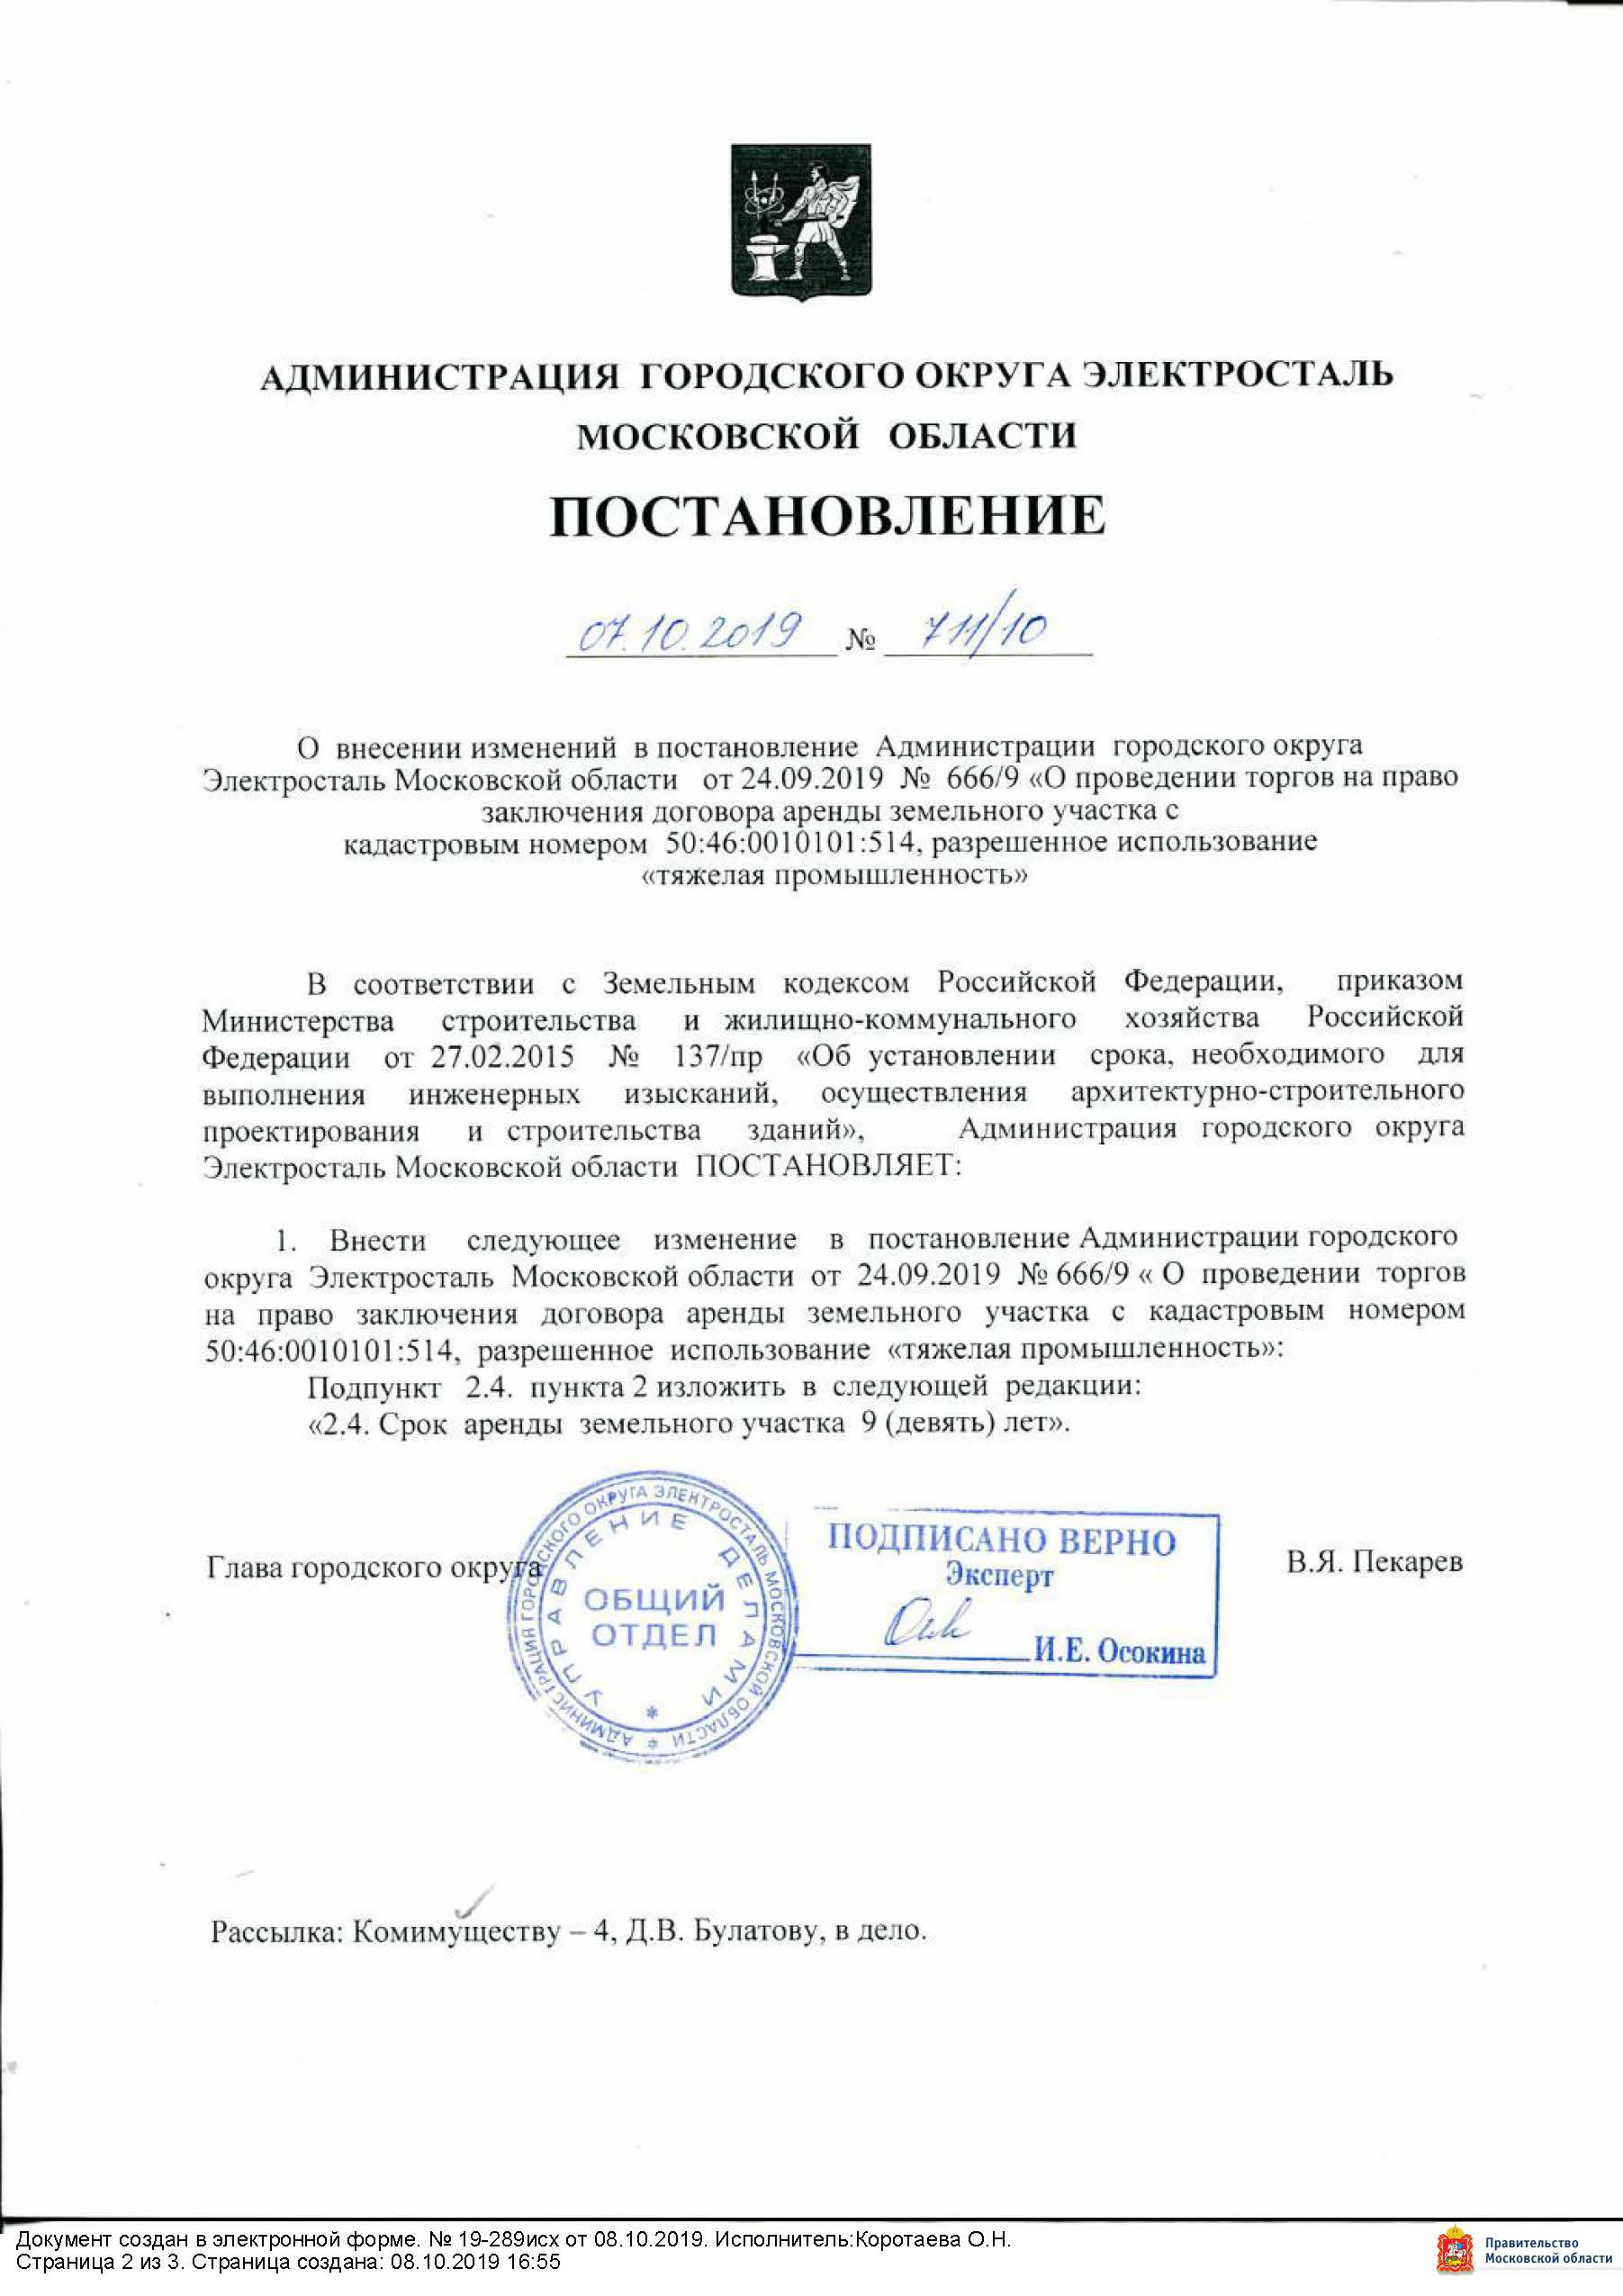 АДМИНИСТРАЦИЯ ГОРОДСКОГО ОКРУГА ЭЛЕКТРОСТАЛЬ
МОСКОВСКОЙ ОБЛАСТИ
ПОСТАНОВЛЕНИЕ
07.10.2019 № 711/10
О внесении изменений в постановление Администрации городского округа
Электросталь Московской области от 24.09.2019 № 666/9 «О проведении торгов на право
заключения договора аренды земельного участка с
кадастровым номером 50:46:0010101:514, разрешенное использование
«тяжелая промышленность»
В соответствии с Земельным кодексом Российской Федерации, приказом
Министерства строительства и жилищно-коммунального хозяйства Российской
Федерации от 27.02.2015 № 137/пр «Об установлении срока, необходимого для
выполнения инженерных изысканий, осуществления архитектурно-строительного
проектирования и строительства зданий», Администрация городского округа
Электросталь Московской области ПОСТАНОВЛЯЕТ:
1. Внести следующее изменение в постановление Администрации городского
округа Электросталь Московской области от 24.09.2019 № 666/9 « О проведении торгов
на право заключения договора аренды земельного участка с кадастровым номером
50:46:0010101:514, разрешенное использование «тяжелая промышленность»:
Подпункт 2.4. пункта 2 изложить в следующей редакции:
«2.4. Срок аренды земельного участка 9 (девять) лет».
Глава городского округа
В.Я. Пекарев
АДМИНИСТРАЦИЯ ГОРОДСКОГО ОКРУГА ЭЛЕКТРОСТАЛЬ МОСКОВСКОЙ ОБЛАСТИ *
УПРАВЛЕНИЕ ДЕЛАМИ *
ОБЩИЙ
ОТДЕЛ
ПОДПИСАНО ВЕРНО
Эксперт
И.Е. Осокина
Рассылка: Комимуществу – 4, Д.В. Булатову, в дело.
Документ создан в электронной форме. № 19-289исх от 08.10.2019. Исполнитель:Коротаева О.Н.
Страница 2 из 3. Страница создана: 08.10.2019 16:55
Правительство
Московской области